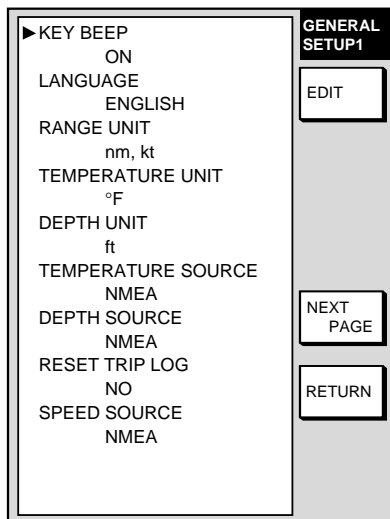 ▶KEY BEEP
ON
LANGUAGE
ENGLISH
RANGE UNIT
nm, kt
TEMPERATURE UNIT
°F
DEPTH UNIT
ft
TEMPERATURE SOURCE
NMEA
DEPTH SOURCE
NMEA
RESET TRIP LOG
NO
SPEED SOURCE
NMEA
GENERAL
SETUP1
EDIT
NEXT
PAGE
RETURN